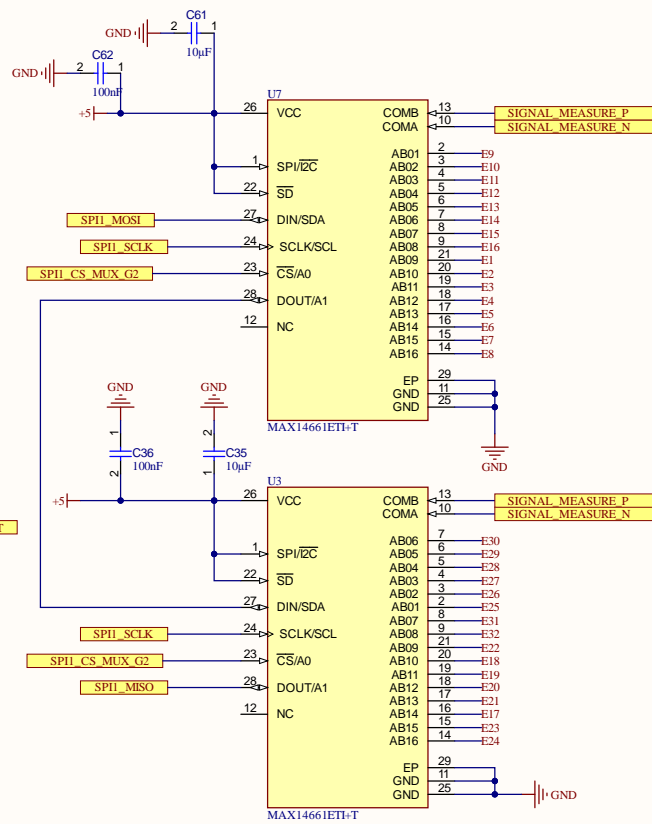 C61
GND 2 1
10µF
C62
GND 2 1
100nF
+5
U7
26 VCC COMB 13 SIGNAL_MEASURE_P
COMA 10 SIGNAL_MEASURE_N
AB01 2 E9
1 SPI/I2C AB02 3 E10
AB03 4 E11
22 SD AB04 5 E12
AB05 6 E13
SPI1_MOSI 27 DIN/SDA AB06 7 E14
AB07 8 E15
SPI1_SCLK 24 SCLK/SCL AB08 9 E16
AB09 21 E1
SPI1_CS_MUX_G2 23 CS/A0 AB10 20 E2
AB11 19 E3
28 DOUT/A1 AB12 18 E4
AB13 17 E5
12 NC AB14 16 E6
AB15 15 E7
AB16 14 E8
EP 29
GND 11
GND 25
MAX14661ETI+T
GND
GND GND
1 C36 2 C35
2 100nF 1 10µF
+5
U3
26 VCC COMB 13 SIGNAL_MEASURE_P
COMA 10 SIGNAL_MEASURE_N
T
AB06 7 E30
1 SPI/I2C AB05 6 E29
AB04 5 E28
22 SD AB03 4 E27
AB02 3 E26
27 DIN/SDA AB01 2 E25
AB07 8 E31
SPI1_SCLK 24 SCLK/SCL AB08 9 E32
AB09 21 E22
SPI1_CS_MUX_G2 23 CS/A0 AB10 20 E18
AB11 19 E19
SPI1_MISO 28 DOUT/A1 AB12 18 E20
AB13 17 E21
12 NC AB14 16 E17
AB15 15 E23
AB16 14 E24
EP 29
GND 11
GND 25 GND
MAX14661ETI+T